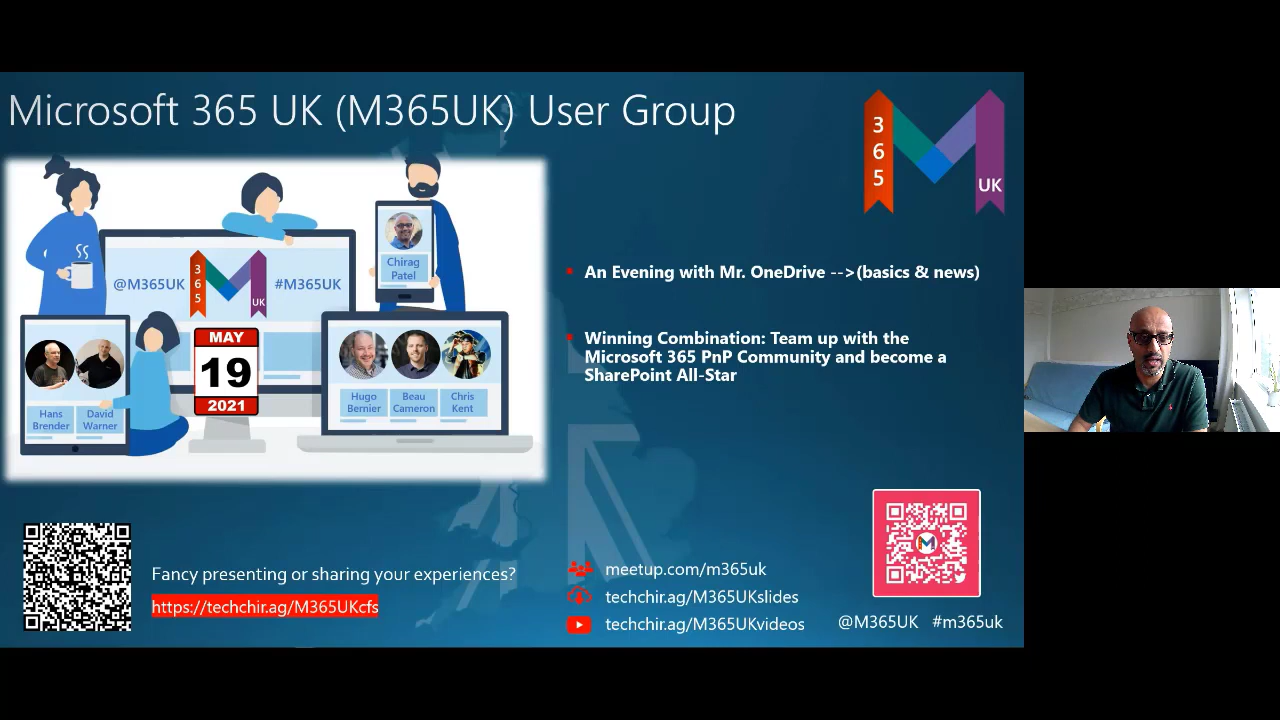 Microsoft 365 UK (M365UK) User Group
3
6
5
UK
@M365UK
3
6
5
UK
#M365UK
Chirag
Patel
MAY
19
2021
Hans
Brender
David
Warner
Hugo
Bernier
Beau
Cameron
Chris
Kent
An Evening with Mr. OneDrive -->(basics & news)
Winning Combination: Team up with the
Microsoft 365 PnP Community and become a
SharePoint All-Star
Fancy presenting or sharing your experiences?
https://techchir.ag/M365UKcfs
meetup.com/m365uk
techchir.ag/M365UKslides
techchir.ag/M365UKvideos
@M365UK #m365uk